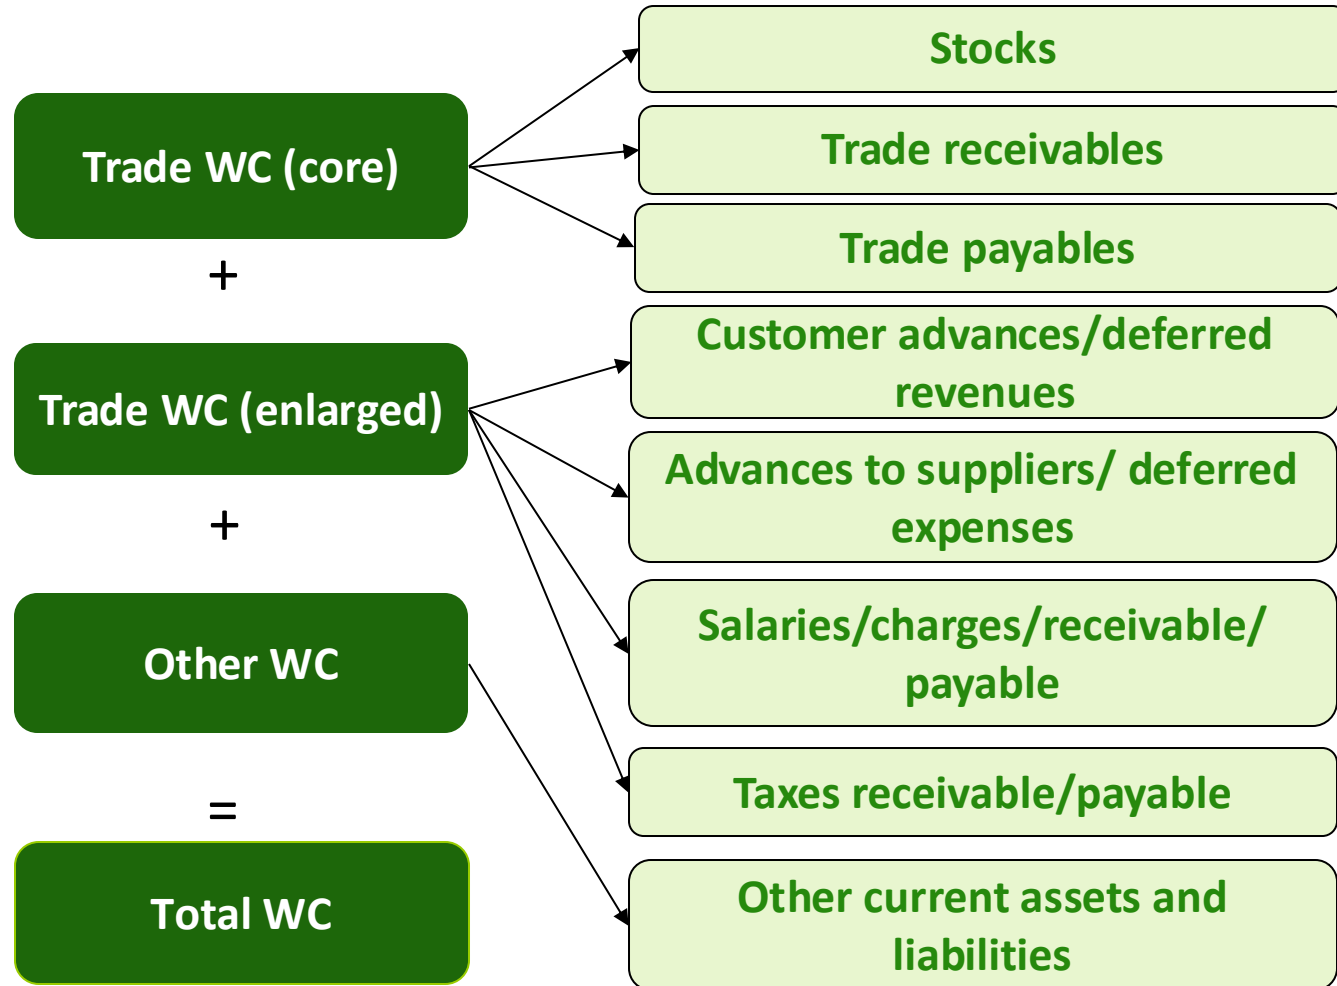 Trade WC (core)
+
Trade WC (enlarged)
+
Other WC
=
Total WC
Stocks
Trade receivables
Trade payables
Customer advances/deferred
revenues
Advances to suppliers/ deferred
expenses
Salaries/charges/receivable/
payable
Taxes receivable/payable
Other current assets and
liabilities